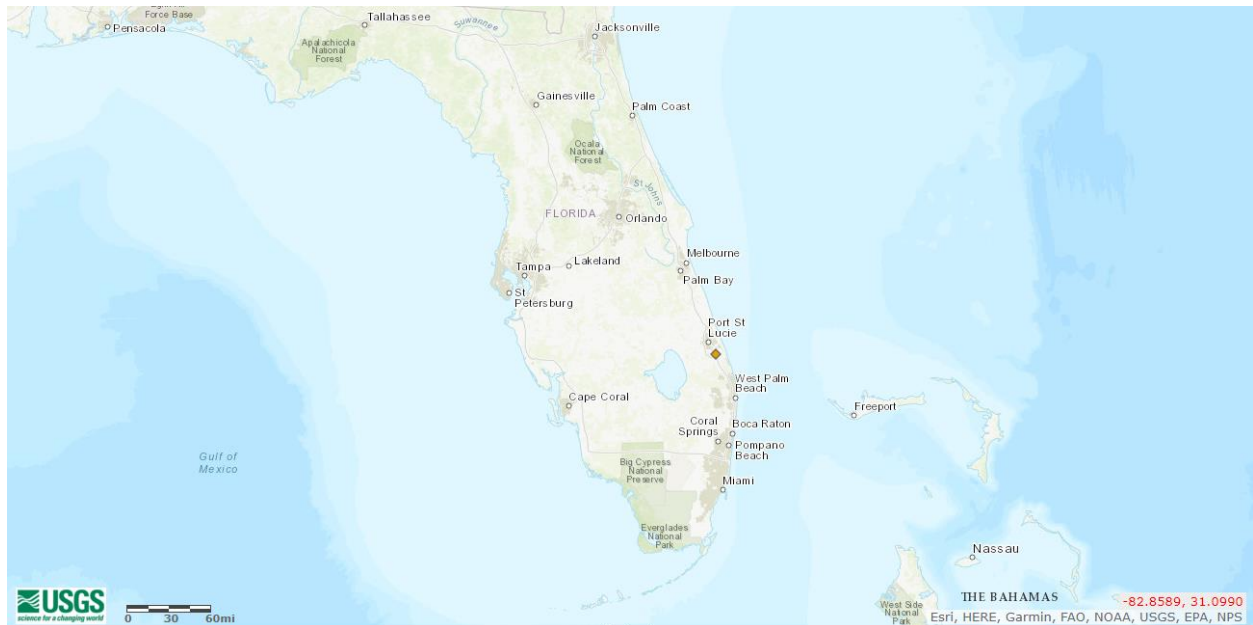 Force Base
Pensacola
Tallahassee
Suwannee
Jacksonville
Apalachicola
National
Forest
Gainesville
Palm Coast
Ocala
National
Forest
St Johns
FLORIDA
Orlando
Melbourne
Palm Bay
Tampa
Lakeland
St
Petersburg
Port St
Lucie
West Palm
Beach
Cape Coral
Freeport
Coral
Springs
Boca Raton
Pompano
Beach
Gulf of
Mexico
Big Cypress
National
Preserve
Miami
Everglades
National
Park
Nassau
THE BAHAMAS
West Side
National
Park
USGS
science for a changing world
0 30 60mi
-82.8589, 31.0990
Esri, HERE, Garmin, FAO, NOAA, USGS, EPA, NPS